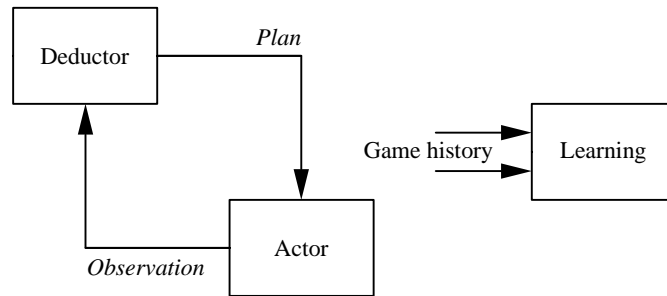 Plan
Deductor
Game history
Learning
Actor
Observation